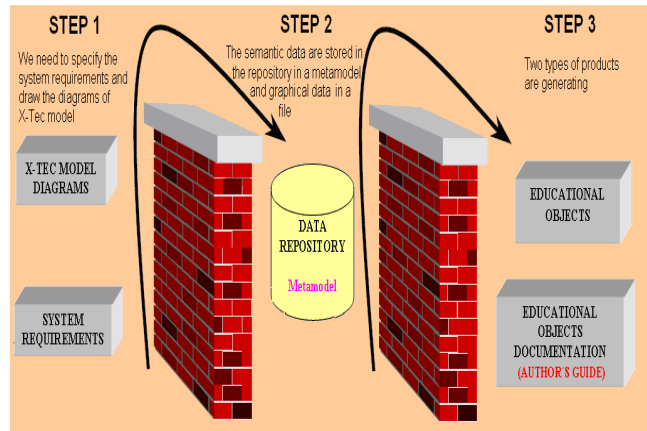 STEP 1
We need to specify the
system requirements and
draw the diagrams of
X-Tec model
X-TEC MODEL
DIAGRAMS
SYSTEM
REQUIREMENTS
STEP 2
The semantic data are stored in
the repository in a metamodel
and graphical data in a
file
DATA
REPOSITORY
Metamodel
STEP 3
Two types of products
are generating
EDUCATIONAL
OBJECTS
EDUCATIONAL
OBJECTS
DOCUMENTATION
(AUTHOR'S GUIDE)